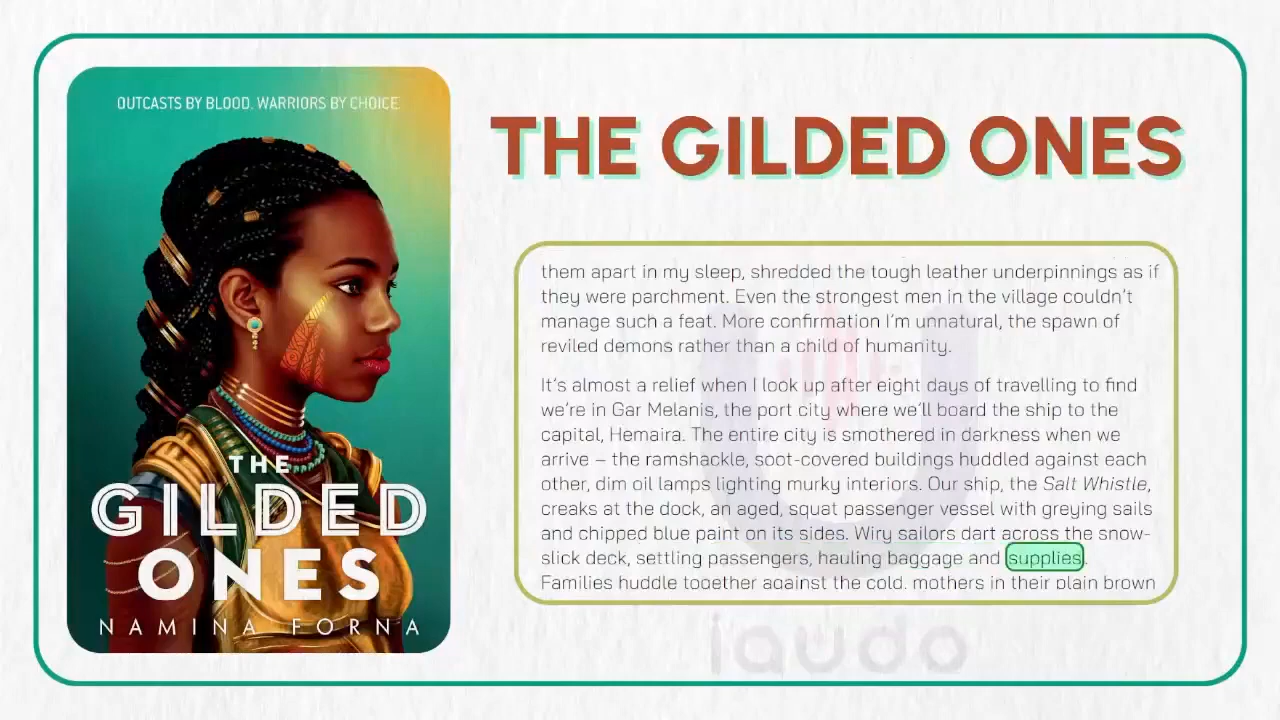 OUTCASTS BY BLOOD. WARRIORS BY CHOICE.
THE
GILDED
ONES
NAMINA FORNA
THE GILDED ONES
them apart in my sleep, shredded the tough leather underpinnings as if
they were parchment. Even the strongest men in the village couldn't
manage such a feat. More confirmation I'm unnatural, the spawn of
reviled demons rather than a child of humanity.
It's almost a relief when I look up after eight days of travelling to find
we're in Gar Melanis, the port city where we'll board the ship to the
capital, Hemaira. The entire city is smothered in darkness when we
arrive – the ramshackle, soot-covered buildings huddled against each
other, dim oil lamps lighting murky interiors. Our ship, the Salt Whistle,
creaks at the dock, an aged, squat passenger vessel with greying sails
and chipped blue paint on its sides. Wiry sailors dart across the snow-
slick deck, settling passengers, hauling baggage and supplies.
Families huddle together against the cold, mothers in their plain brown